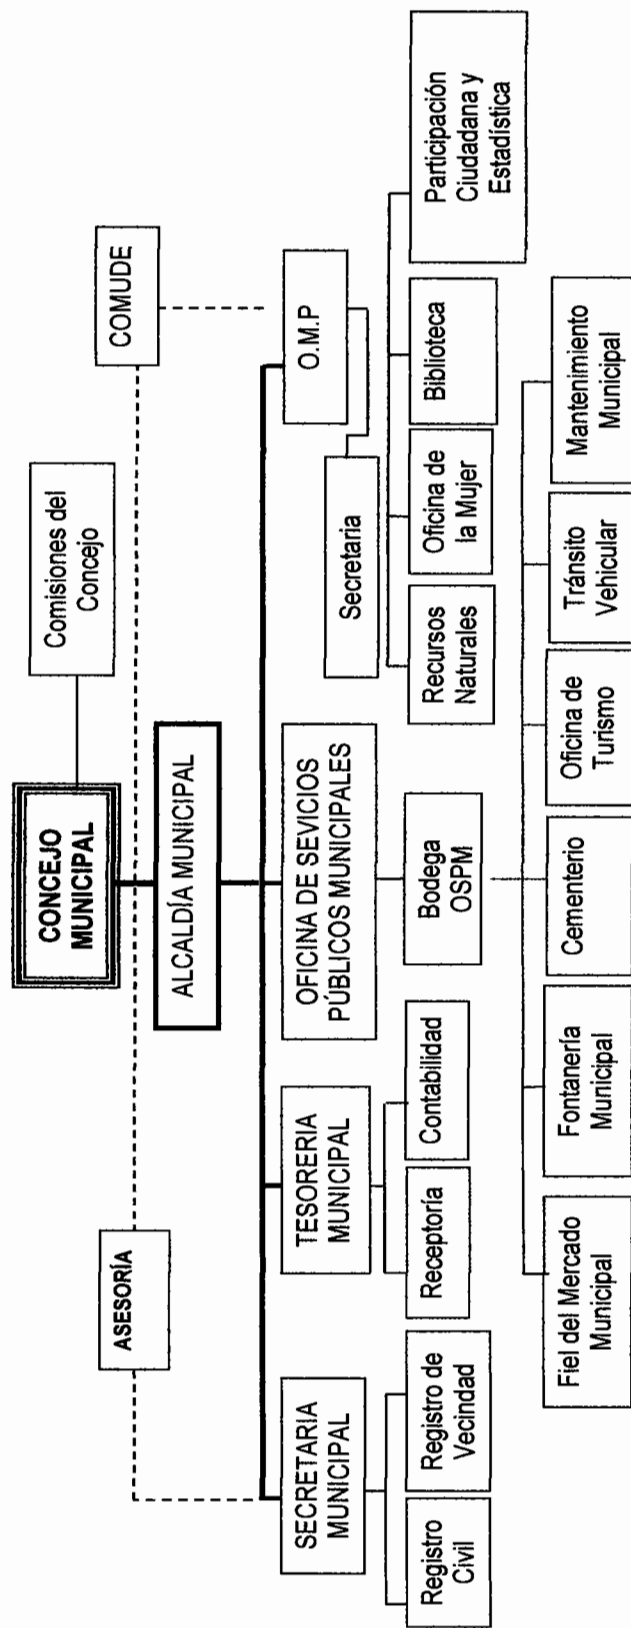 CONCEJO
MUNICIPAL
Comisiones del
Concejo
ASESORÍA
COMUDE
ALCALDÍA MUNICIPAL
SECRETARIA
MUNICIPAL
TESORERIA
MUNICIPAL
OFICINA DE SEVICIOS
PÚBLICOS MUNICIPALES
O.M.P
Secretaria
Registro
Civil
Registro de
Vecindad
Receptoría
Contabilidad
Bodega
OSPM
Recursos
Naturales
Oficina de
la Mujer
Biblioteca
Participación
Ciudadana y
Estadística
Fiel del Mercado
Municipal
Fontanería
Municipal
Cementerio
Oficina de
Turismo
Tránsito
Vehicular
Mantenimiento
Municipal